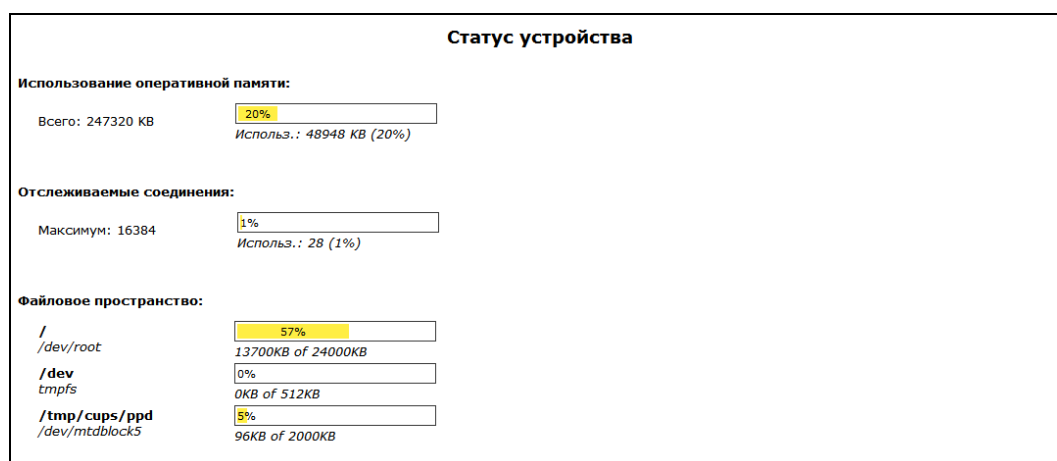 Статус устройства
Использование оперативной памяти:
Всего: 247320 KB
20%
Использ.: 48948 KB (20%)
Отслеживаемые соединения:
Максимум: 16384
1%
Использ.: 28 (1%)
Файловое пространство:
/
57%
/dev/root
13700KB of 24000KB
/dev
0%
tmpfs
0KB of 512KB
/tmp/cups/ppd
5%
/dev/mtdblock5
96KB of 2000KB